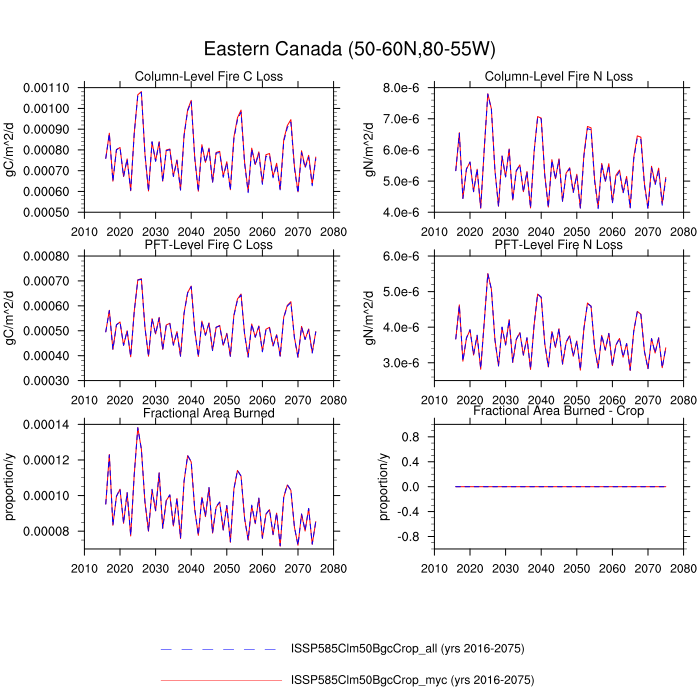 Eastern Canada (50-60N,80-55W)
Column-Level Fire C Loss
gC/m^2/d
0.00110
0.00100
0.00090
0.00080
0.00070
0.00060
0.00050
2010 2020 2030 2040 2050 2060 2070 2080
Column-Level Fire N Loss
gN/m^2/d
8.0e-6
7.0e-6
6.0e-6
5.0e-6
4.0e-6
2010 2020 2030 2040 2050 2060 2070 2080
PFT-Level Fire C Loss
gC/m^2/d
0.00080
0.00070
0.00060
0.00050
0.00040
0.00030
2010 2020 2030 2040 2050 2060 2070 2080
PFT-Level Fire N Loss
gN/m^2/d
6.0e-6
5.0e-6
4.0e-6
3.0e-6
2010 2020 2030 2040 2050 2060 2070 2080
Fractional Area Burned
proportion/y
0.00014
0.00012
0.00010
0.00008
2010 2020 2030 2040 2050 2060 2070 2080
Fractional Area Burned - Crop
proportion/y
0.8
0.4
0.0
-0.4
-0.8
2010 2020 2030 2040 2050 2060 2070 2080
ISSP585Clm50BgcCrop_all (yrs 2016-2075)
ISSP585Clm50BgcCrop_myc (yrs 2016-2075)